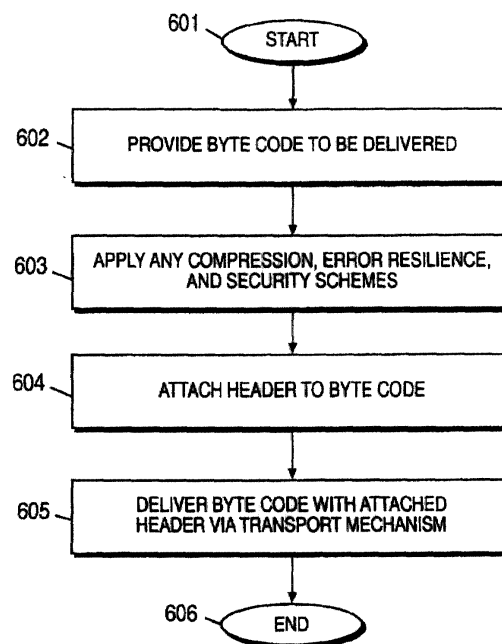 601
START
602
PROVIDE BYTE CODE TO BE DELIVERED
603
APPLY ANY COMPRESSION, ERROR RESILIENCE,
AND SECURITY SCHEMES
604
ATTACH HEADER TO BYTE CODE
605
DELIVER BYTE CODE WITH ATTACHED
HEADER VIA TRANSPORT MECHANISM
606
END